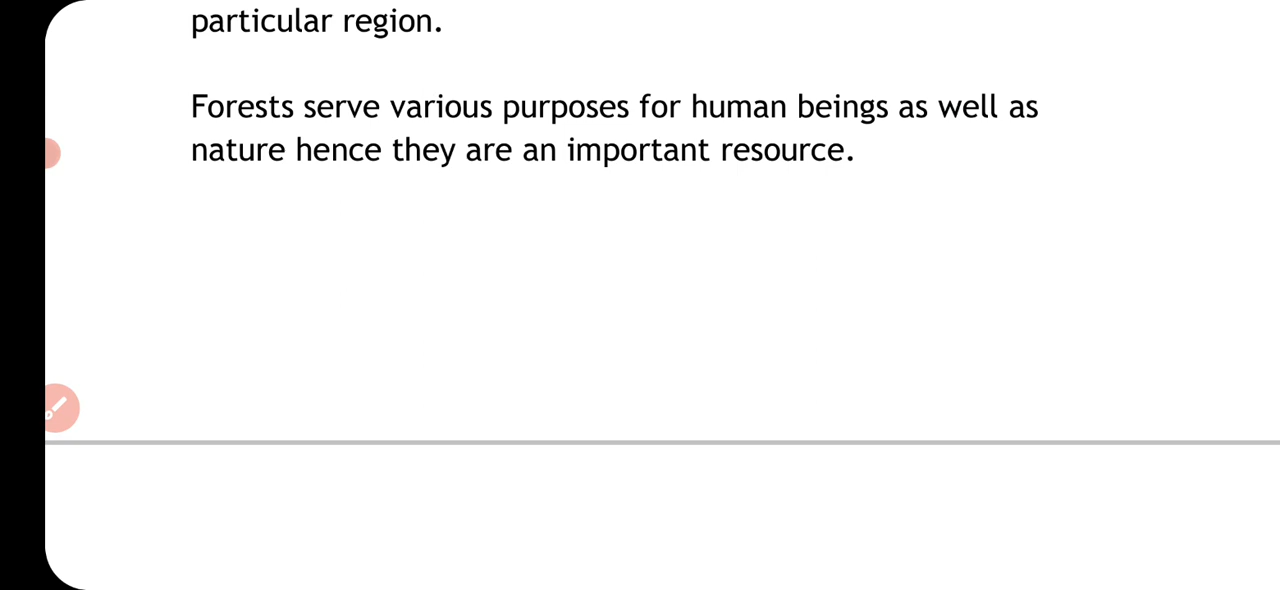 particular region.
Forests serve various purposes for human beings as well as
nature hence they are an important resource.